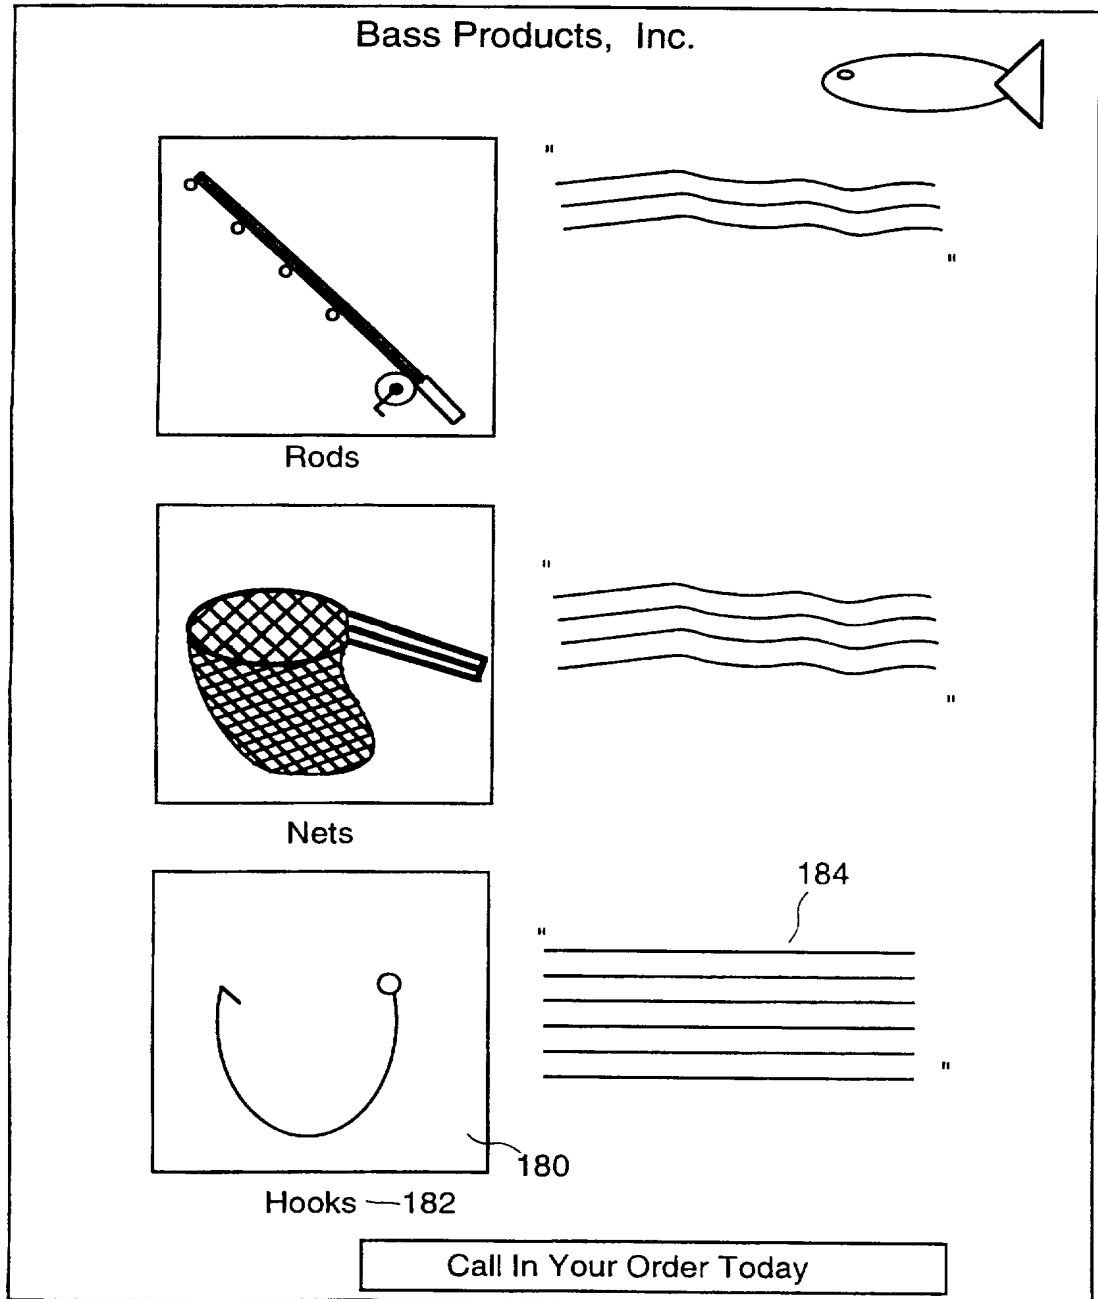 Bass Products, Inc.
"
"
Rods
"
"
Nets
184
"
"
180
Hooks 182
Call In Your Order Today